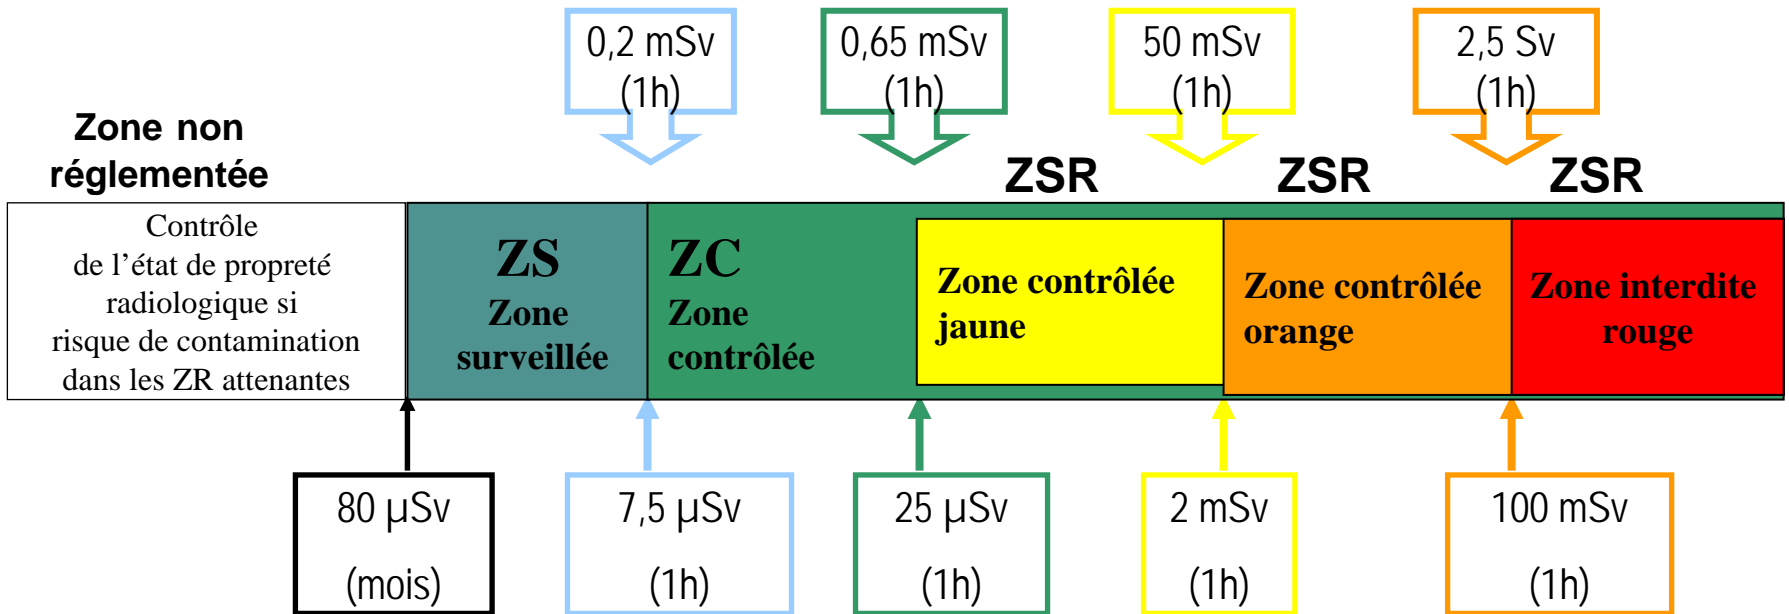 0,2 mSv
(1h)
0,65 mSv
(1h)
50 mSv
(1h)
2,5 Sv
(1h)
Zone non
réglementée
ZSR
ZSR
ZSR
Contrôle
de l'état de propreté
radiologique si
risque de contamination
dans les ZR attenantes
ZS
Zone
surveillée
ZC
Zone
contrôlée
Zone contrôlée
jaune
Zone contrôlée
orange
Zone interdite
rouge
80 µSv
(mois)
7,5 µSv
(1h)
25 µSv
(1h)
2 mSv
(1h)
100 mSv
(1h)